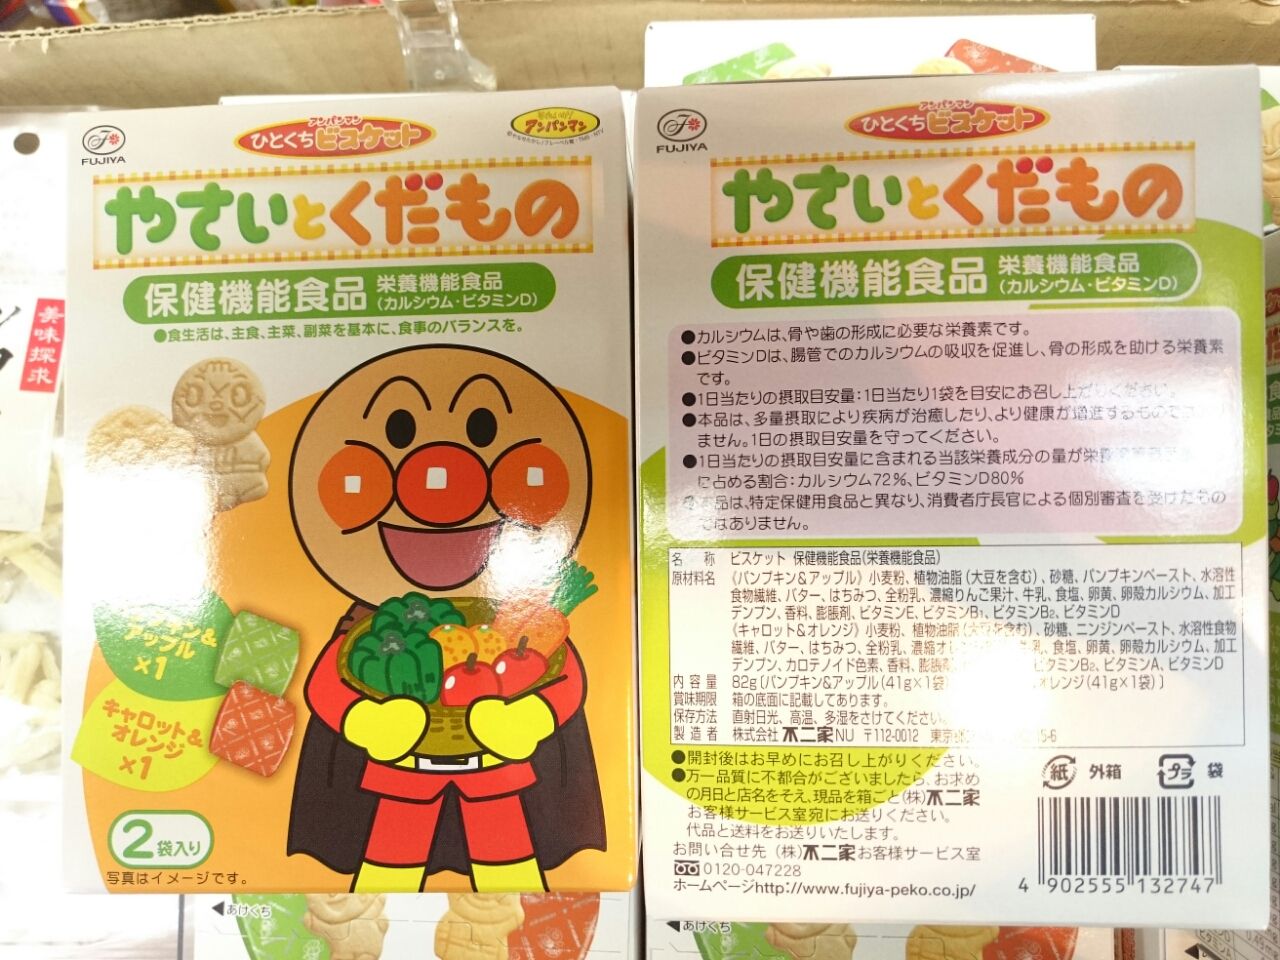 FUJIYA
アンパンマン
ひとくちビスケット
アンパンマン
やさいとくだもの
保健機能食品 栄養機能食品
(カルシウム・ビタミンD)
●食生活は、主食、主菜、副菜を基本に、食事のバランスを。
アップル
×1
キャロット&
オレンジ
×1
2袋入り
写真はイメージです。
あけくち
美味探求
FUJIYA
アンパンマン
ひとくちビスケット
やさいとくだもの
保健機能食品 栄養機能食品
(カルシウム・ビタミンD)
●カルシウムは、骨や歯の形成に必要な栄養素です。
●ビタミンDは、腸管でのカルシウムの吸収を促進し、骨の形成を助ける栄養素
です。
●1日当たりの摂取目安量:1日当たり1袋を目安にお召し上がりください。
●本品は、多量摂取により疾病が治癒したり、より健康が増進するものでは
ません。1日の摂取目安量を守ってください。
●1日当たりの摂取目安量に含まれる当該栄養成分の量が栄養
に占める割合:カルシウム72%、ビタミンD80%
本品は、特定保健用食品と異なり、消費者庁長官による個別審査を受けたもの
ではありません。
名 称 ビスケット 保健機能食品(栄養機能食品)
原材料名 《パンプキン&アップル》小麦粉、植物油脂(大豆を含む)、砂糖、パンプキンペースト、水溶性
食物繊維、バター、はちみつ、全粉乳、濃縮りんご果汁、牛乳、食塩、卵黄、卵殻カルシウム、加工
デンプン、香料、膨脹剤、ビタミンE、ビタミンB₁、ビタミンB₂、ビタミンD
《キャロット&オレンジ》小麦粉、植物油脂(大豆を含む)、砂糖、ニンジンペースト、水溶性食物
繊維、バター、はちみつ、全粉乳、濃縮オレ 乳、食塩、卵黄、卵殻カルシウム、加工
デンプン、カロテノイド色素、香料、膨脹剤、 ビタミンB₂、ビタミンA、ビタミンD
内容量 82g〔パンプキン&アップル(41g×1袋) オレンジ(41g×1袋)〕
賞味期限 箱の底面に記載してあります。
保存方法 直射日光、高温、多湿をさけてください。
製造者 株式会社 不二家NU 〒112-0012 東京 15-6
●開封後はお早めにお召し上がりください。
●万一品質に不都合がございましたら、お求め
の月日と店名をそえ、現品を箱ごと(株)不二家
お客様サービス室宛にお送りください。
代品と送料をお送りいたします。
お問い合せ先 (株)不二家お客様サービス室
0120-047228
ホームページhttp://www.fujiya-peko.co.jp/
紙 外箱 プラ 袋
4 902555 132747
あけくち